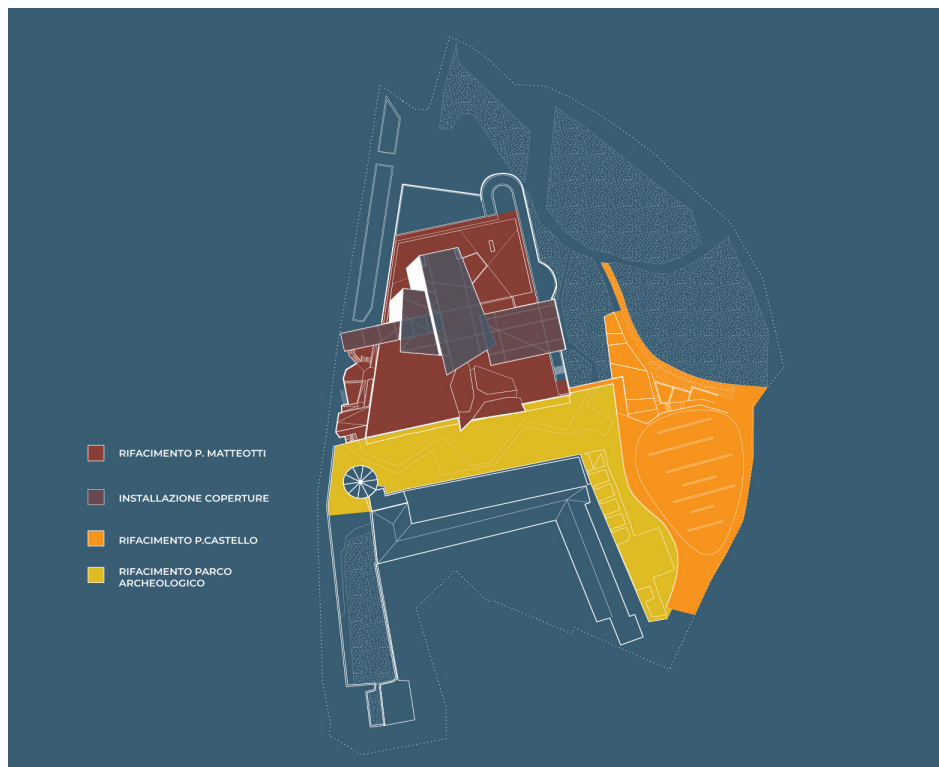 RIFACIMENTO P. MATTEOTTI
INSTALLAZIONE COPERTURE
RIFACIMENTO P.CASTELLO
RIFACIMENTO PARCO
ARCHEOLOGICO